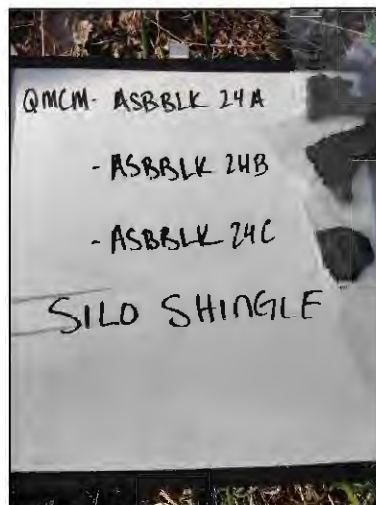 QMCM- ASBBLK 24A
- ASBBLK 24B
- ASBBLK 24C
SILO SHINGLE